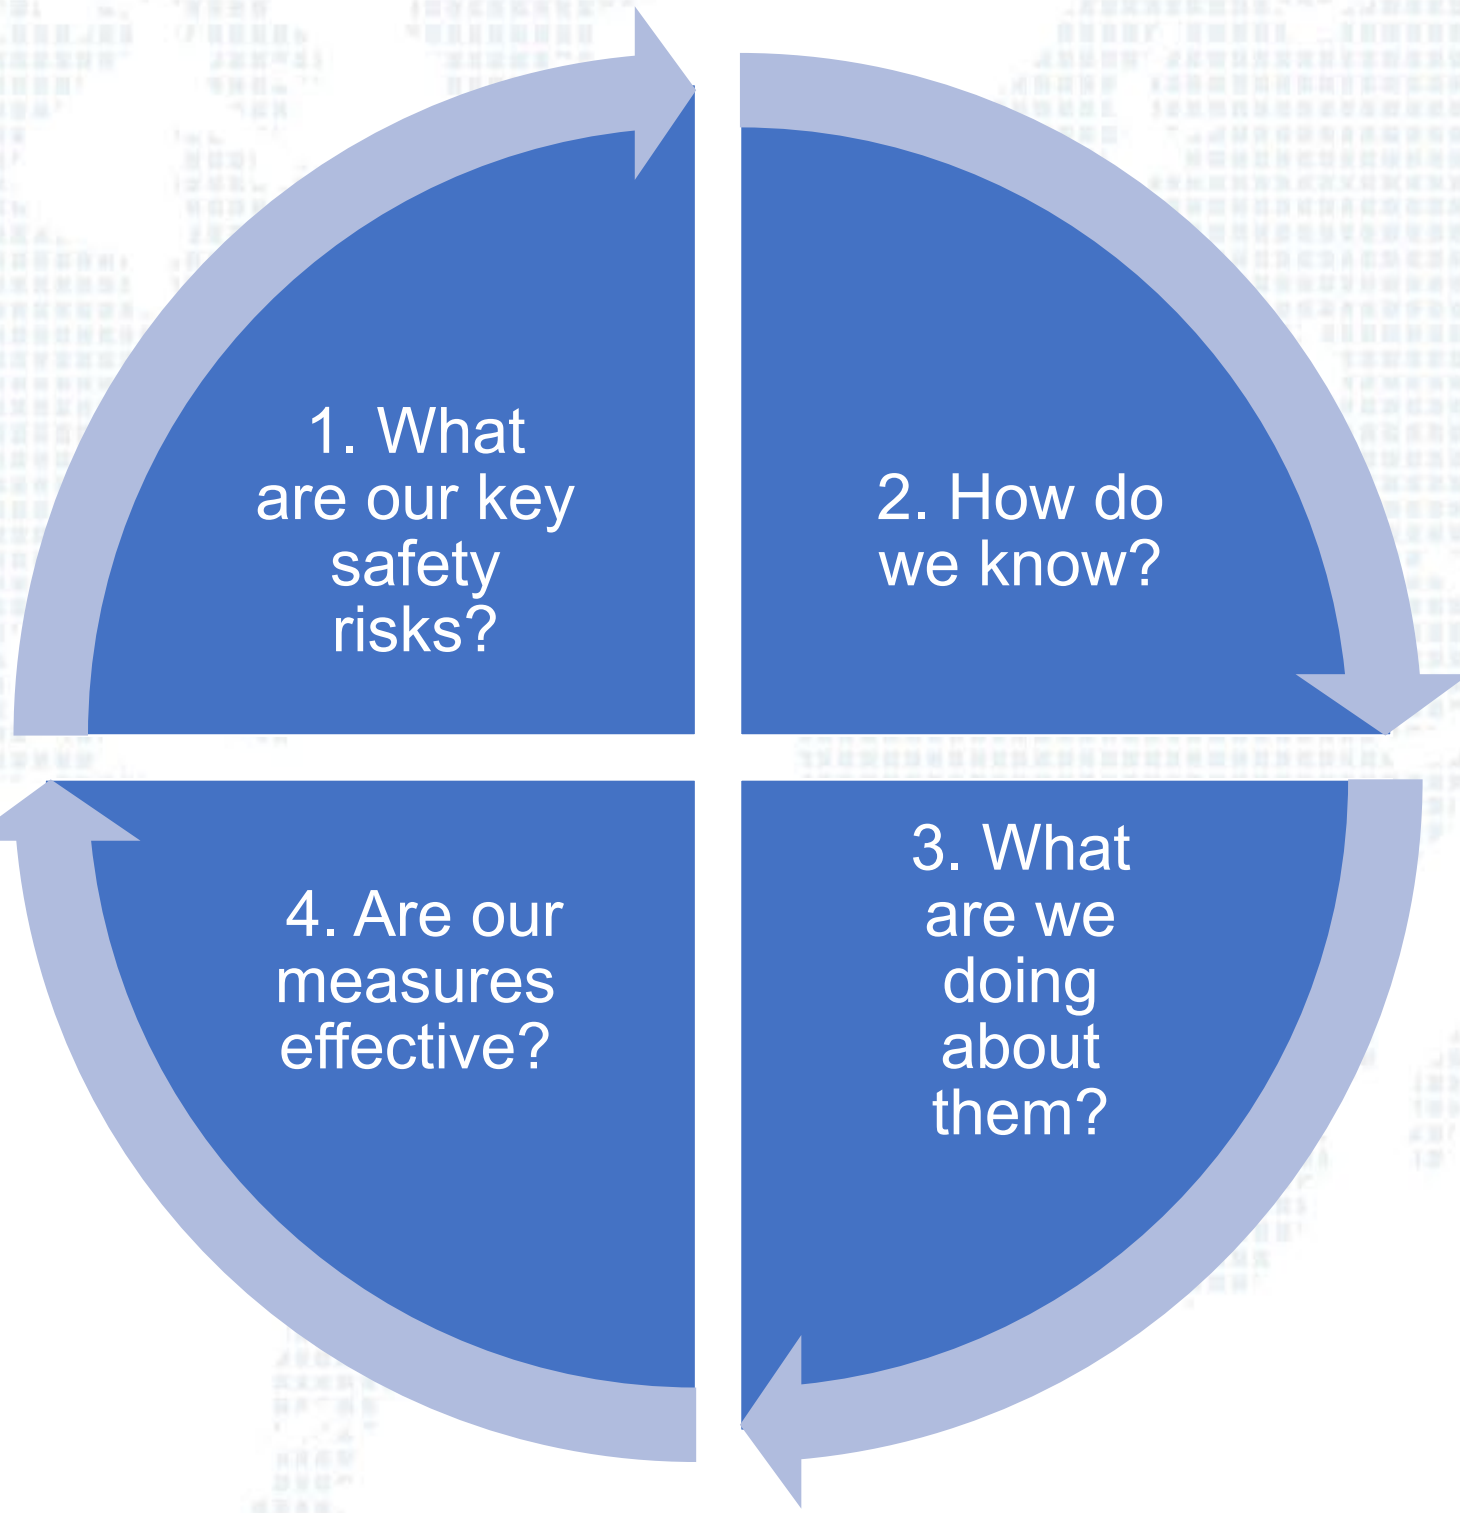 1. What
are our key
safety
risks?
2. How do
we know?
3. What
are we
doing
about
them?
4. Are our
measures
effective?